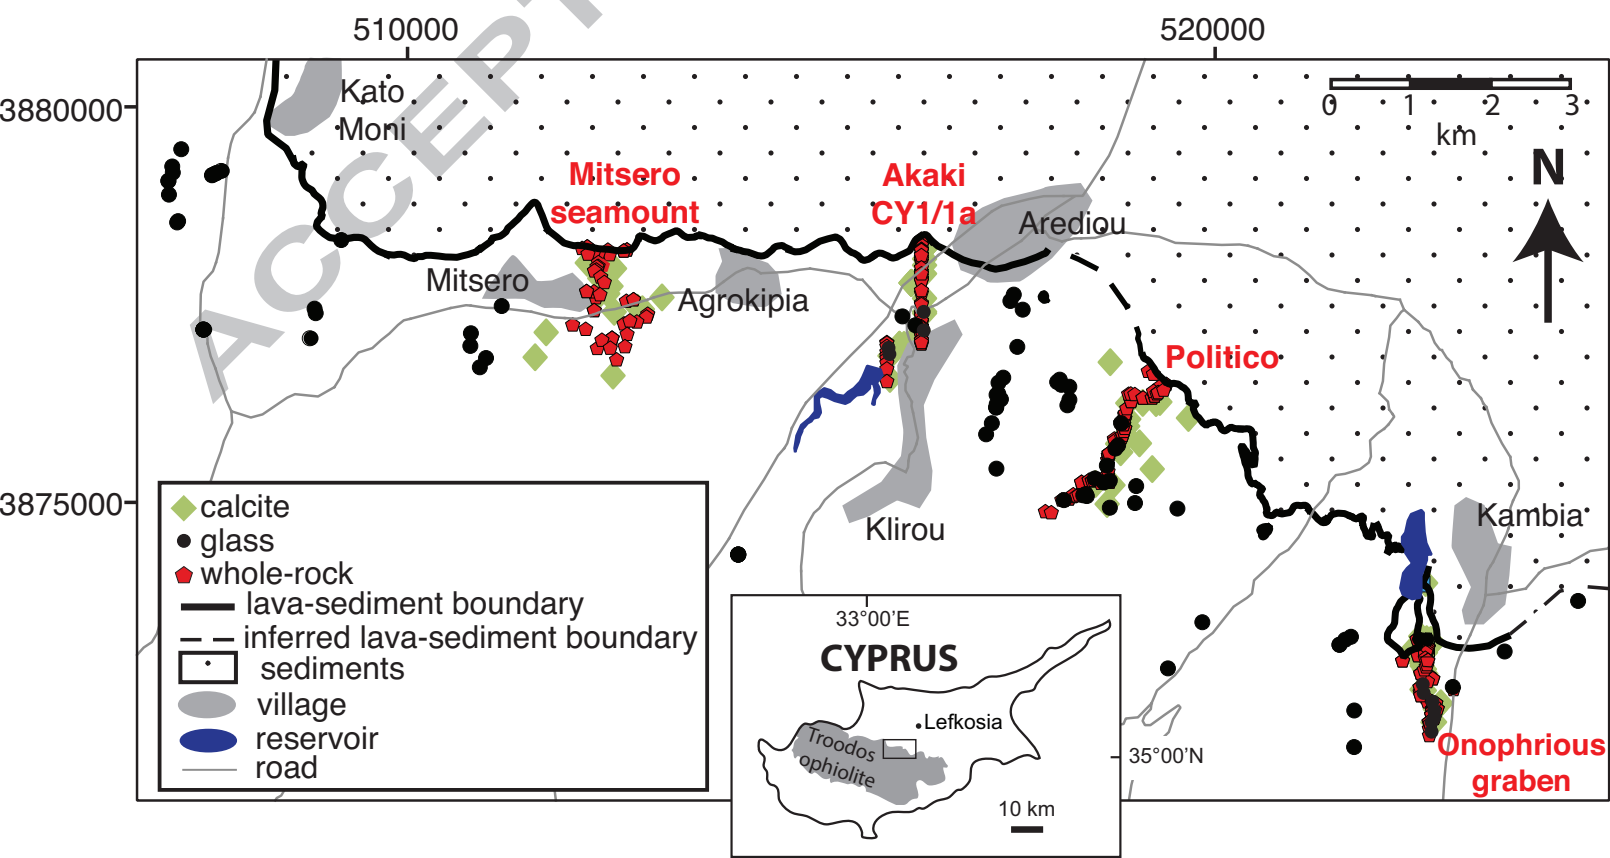 510000
520000
ACCEPT
3880000
Kato
Moni
0 1 2 3
km
N
Mitsero
seamount
Akaki
CY1/1a
Arediou
Mitsero
Agrokipia
Politico
3875000
Klirou
Kambia
calcite
glass
whole-rock
lava-sediment boundary
inferred lava-sediment boundary
sediments
village
reservoir
road
33°00'E
CYPRUS
Lefkosia
Troodos
ophiolite
35°00'N
10 km
Onophrious
graben